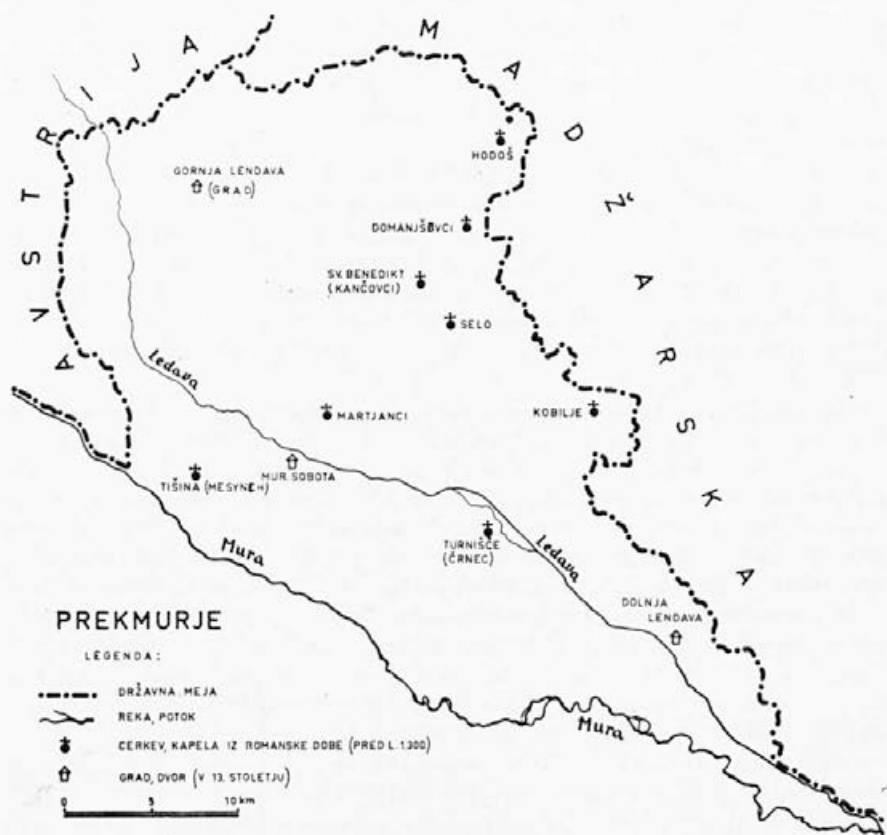 AVSTRIJA
MADŽARSKA
HODOŠ
GORNJA LENDAVA
(GRAD)
DOMANJŠEVCI
SV. BENEDIKT
(KANČOVCI)
SELO
Ledava
MARTJANCI
KOBILJE
MUR. SOBOTA
TIŠINA (MESYNEH)
TURNIŠČE
(ČRNEC)
Ledava
Mura
DOLNJA
LENDAVA
Mura
PREKMURJE
LEGENDA:
DRŽAVNA MEJA
REKA, POTOK
CERKEV, KAPELA IZ ROMANSKE DOBE (PRED L. 1300)
GRAD, DVOR (V 13. STOLETJU)
0 5 10 km